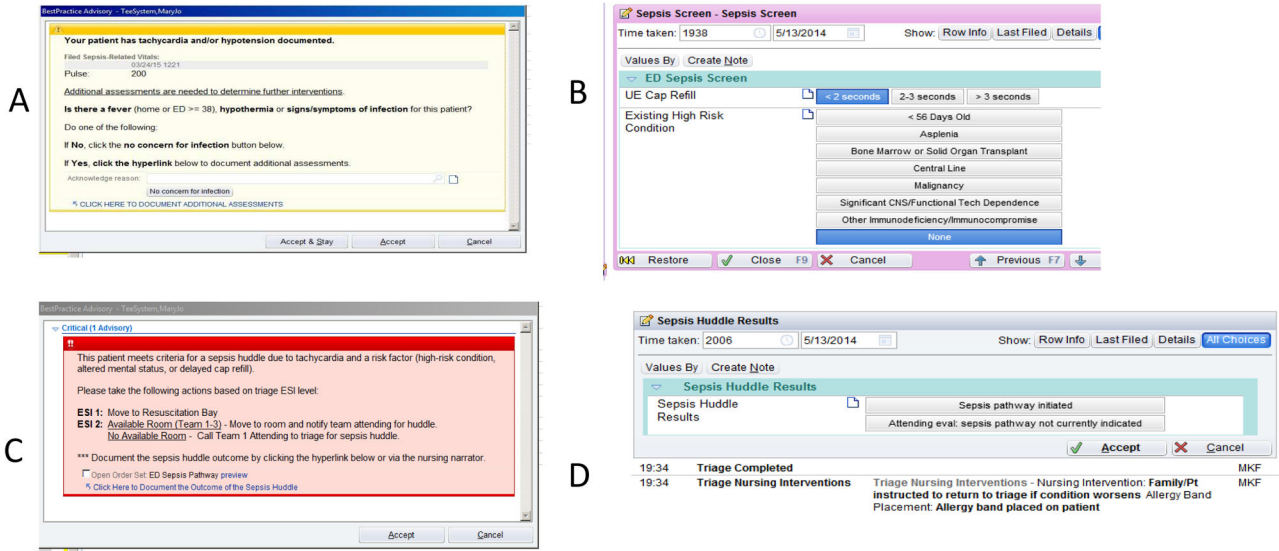 A
BestPractice Advisory - TeeSystem,MaryJo
Your patient has tachycardia and/or hypotension documented.
Filed Sepsis-Related Vitals:
03/24/15 1221
Pulse: 200
Additional assessments are needed to determine further interventions.
Is there a fever (home or ED >= 38), hypothermia or signs/symptoms of infection for this patient?
Do one of the following:
If No, click the no concern for infection button below.
If Yes, click the hyperlink below to document additional assessments.
Acknowledge reason:
No concern for infection
CLICK HERE TO DOCUMENT ADDITIONAL ASSESSMENTS
Accept & Stay Accept Cancel
B
Sepsis Screen - Sepsis Screen
Time taken: 1938 5/13/2014 Show: Row Info Last Filed Details
Values By Create Note
ED Sepsis Screen
UE Cap Refill < 2 seconds 2-3 seconds > 3 seconds
Existing High Risk Condition
< 56 Days Old
Asplenia
Bone Marrow or Solid Organ Transplant
Central Line
Malignancy
Significant CNS/Functional Tech Dependence
Other Immunodeficiency/Immunocompromise
None
Restore Close F9 Cancel Previous F7
C
BestPractice Advisory - TeeSystem,MaryJo
Critical (1 Advisory)
!!
This patient meets criteria for a sepsis huddle due to tachycardia and a risk factor (high-risk condition,
altered mental status, or delayed cap refill).
Please take the following actions based on triage ESI level:
ESI 1: Move to Resuscitation Bay
ESI 2: Available Room (Team 1-3) - Move to room and notify team attending for huddle.
No Available Room - Call Team 1 Attending to triage for sepsis huddle.
*** Document the sepsis huddle outcome by clicking the hyperlink below or via the nursing narrator.
Open Order Set: ED Sepsis Pathway preview
Click Here to Document the Outcome of the Sepsis Huddle
Accept Cancel
D
Sepsis Huddle Results
Time taken: 2006 5/13/2014 Show: Row Info Last Filed Details All Choices
Values By Create Note
Sepsis Huddle Results
Sepsis Huddle Results
Sepsis pathway initiated
Attending eval: sepsis pathway not currently indicated
Accept Cancel
19:34 Triage Completed MKF
19:34 Triage Nursing Interventions Triage Nursing Interventions - Nursing Intervention: Family/Pt MKF
instructed to return to triage if condition worsens Allergy Band
Placement: Allergy band placed on patient